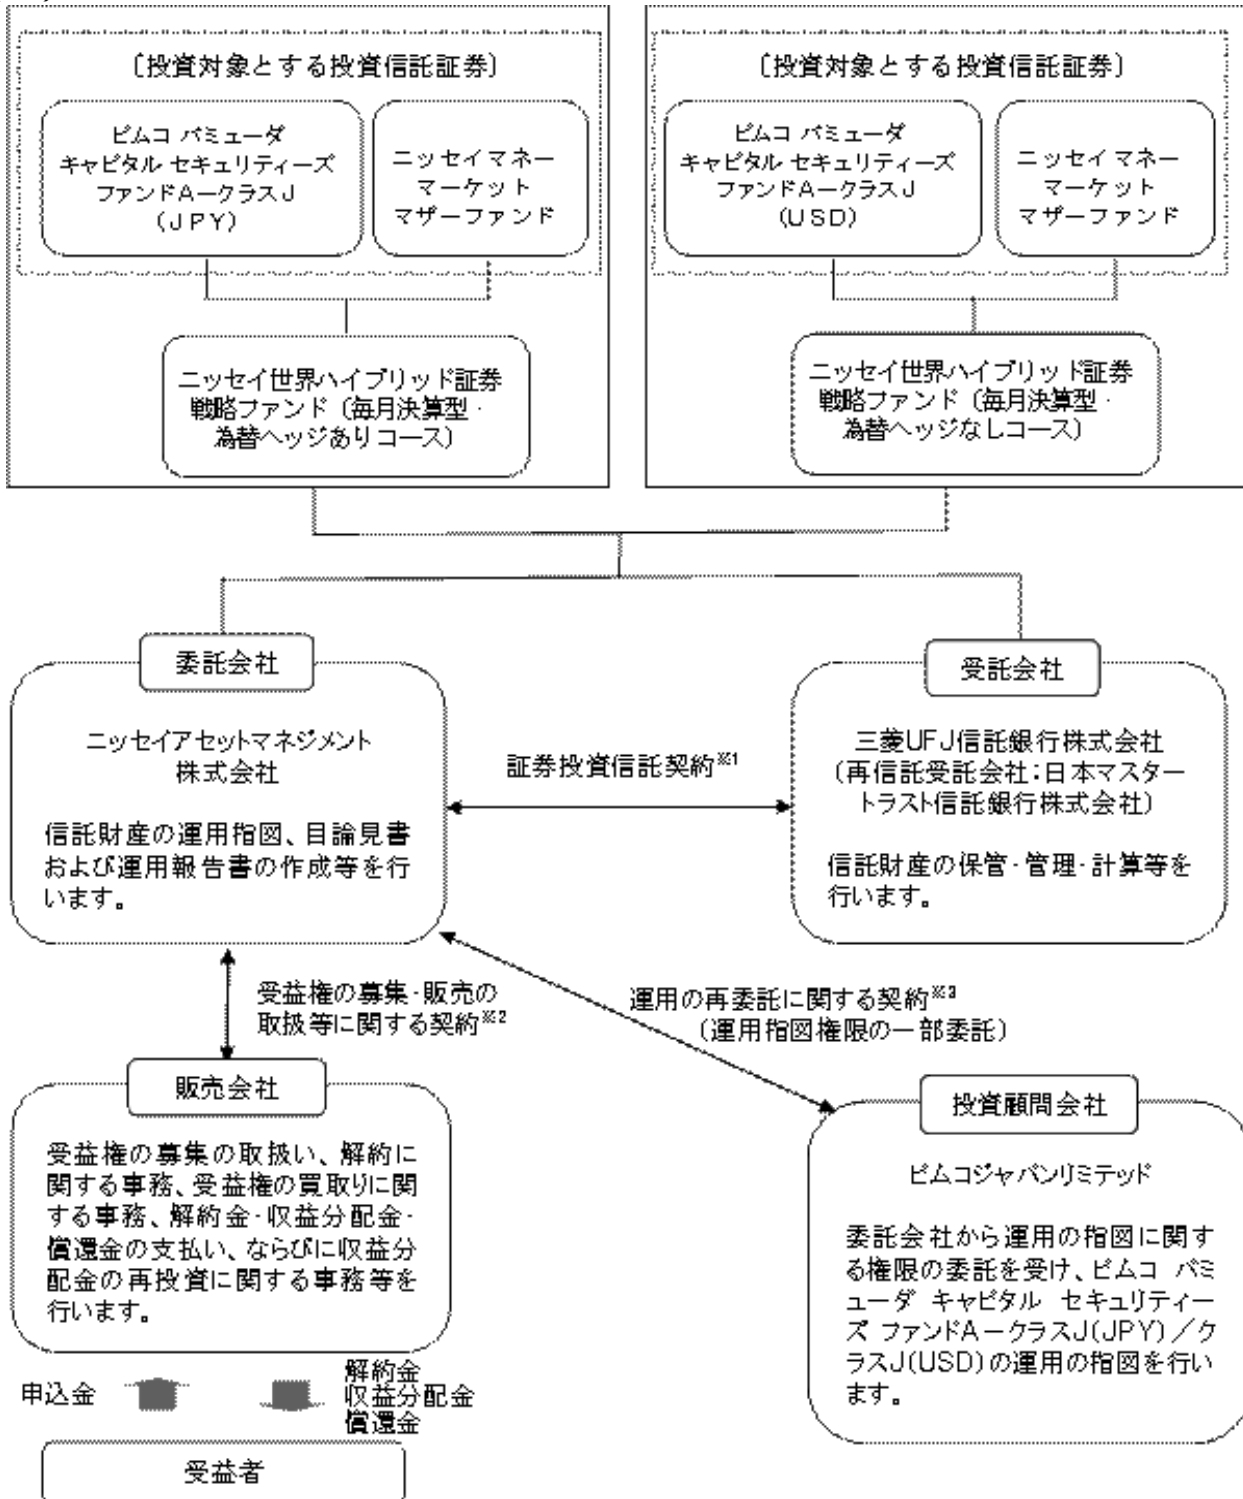 〔投資対象とする投資信託証券〕
ピムコ バミューダ
キャピタル セキュリティーズ
ファンドA－クラスJ
(JPY)
ニッセイマネー
マーケット
マザーファンド
ニッセイ世界ハイブリッド証券
戦略ファンド（毎月決算型・
為替ヘッジありコース）
〔投資対象とする投資信託証券〕
ピムコ バミューダ
キャピタル セキュリティーズ
ファンドA－クラスJ
(USD)
ニッセイマネー
マーケット
マザーファンド
ニッセイ世界ハイブリッド証券
戦略ファンド（毎月決算型・
為替ヘッジなしコース）
委託会社
ニッセイアセットマネジメント
株式会社
信託財産の運用指図、目論見書
および運用報告書の作成等を行
います。
証券投資信託契約※1
受託会社
三菱UFJ信託銀行株式会社
（再信託受託会社：日本マスター
トラスト信託銀行株式会社）
信託財産の保管・管理・計算等を
行います。
受益権の募集・販売の
取扱等に関する契約※2
運用の再委託に関する契約※3
（運用指図権限の一部委託）
販売会社
受益権の募集の取扱い、解約に
関する事務、受益権の買取りに関
する事務、解約金・収益分配金・
償還金の支払い、ならびに収益分
配金の再投資に関する事務等を
行います。
投資顧問会社
ピムコジャパンリミテッド
委託会社から運用の指図に関す
る権限の委託を受け、ピムコ バミ
ューダ キャピタル セキュリティー
ズ ファンドA－クラスJ(JPY)／ク
ラスJ(USD)の運用の指図を行い
ます。
申込金
解約金
収益分配金
償還金
受益者